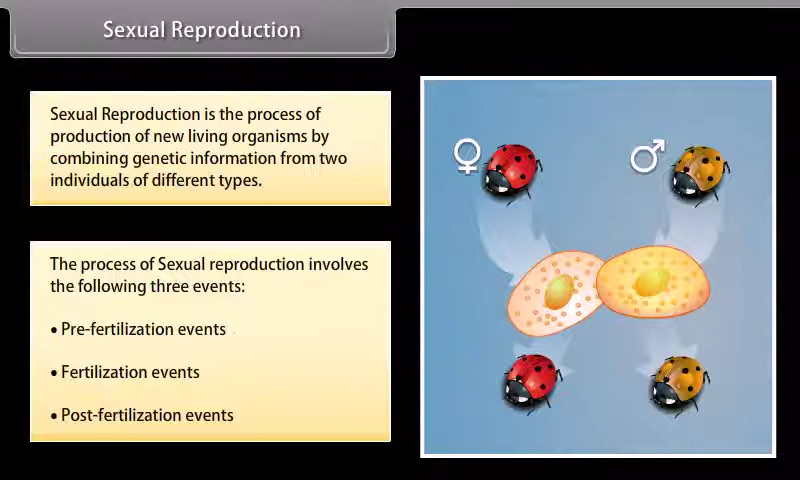 Sexual Reproduction
Sexual Reproduction is the process of
production of new living organisms by
combining genetic information from two
individuals of different types.
The process of Sexual reproduction involves
the following three events:
• Pre-fertilization events
• Fertilization events
• Post-fertilization events
♀ ♂